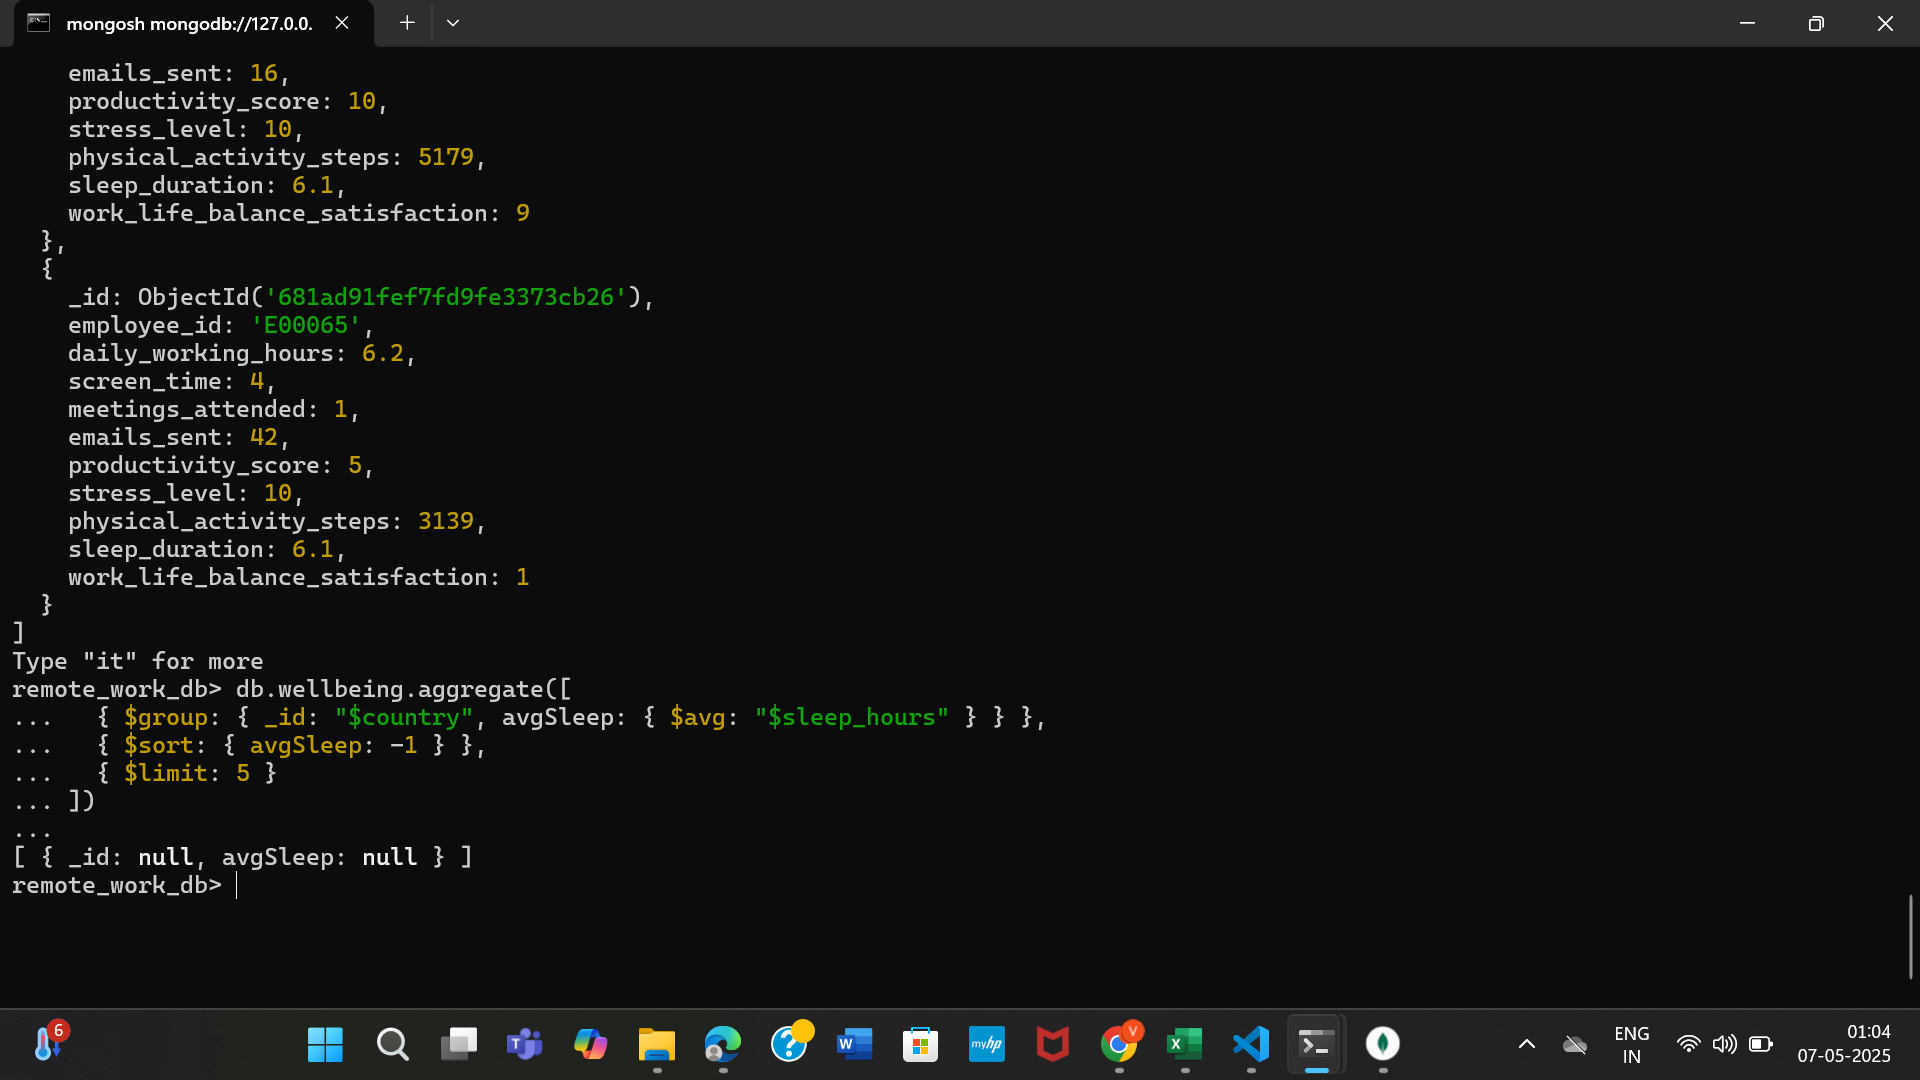 mongosh mongodb://127.0.0.
emails_sent: 16,
productivity_score: 10,
stress_level: 10,
physical_activity_steps: 5179,
sleep_duration: 6.1,
work_life_balance_satisfaction: 9
},
{
_id: ObjectId('681ad91fef7fd9fe3373cb26'),
employee_id: 'E00065',
daily_working_hours: 6.2,
screen_time: 4,
meetings_attended: 1,
emails_sent: 42,
productivity_score: 5,
stress_level: 10,
physical_activity_steps: 3139,
sleep_duration: 6.1,
work_life_balance_satisfaction: 1
}
]
Type "it" for more
remote_work_db> db.wellbeing.aggregate([
...   { $group: { _id: "$country", avgSleep: { $avg: "$sleep_hours" } } },
...   { $sort: { avgSleep: -1 } },
...   { $limit: 5 }
... ])
...
[ { _id: null, avgSleep: null } ]
remote_work_db>
6
T
W
myhp
V
X
ENG
IN
01:04
07-05-2025